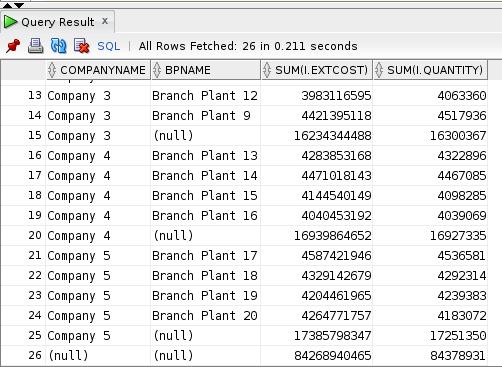 Query Result x
SQL | All Rows Fetched: 26 in 0.211 seconds
COMPANYNAME BPNAME SUM(I.EXTCOST) SUM(I.QUANTITY)
13 Company 3 Branch Plant 12 3983116595 4063360
14 Company 3 Branch Plant 9 4421395118 4517936
15 Company 3 (null) 16234344488 16300367
16 Company 4 Branch Plant 13 4283853168 4322896
17 Company 4 Branch Plant 14 4471018143 4467085
18 Company 4 Branch Plant 15 4144540149 4098285
19 Company 4 Branch Plant 16 4040453192 4039069
20 Company 4 (null) 16939864652 16927335
21 Company 5 Branch Plant 17 4587421946 4536581
22 Company 5 Branch Plant 18 4329142679 4292314
23 Company 5 Branch Plant 19 4204461965 4239383
24 Company 5 Branch Plant 20 4264771757 4183072
25 Company 5 (null) 17385798347 17251350
26 (null) (null) 84268940465 84378931